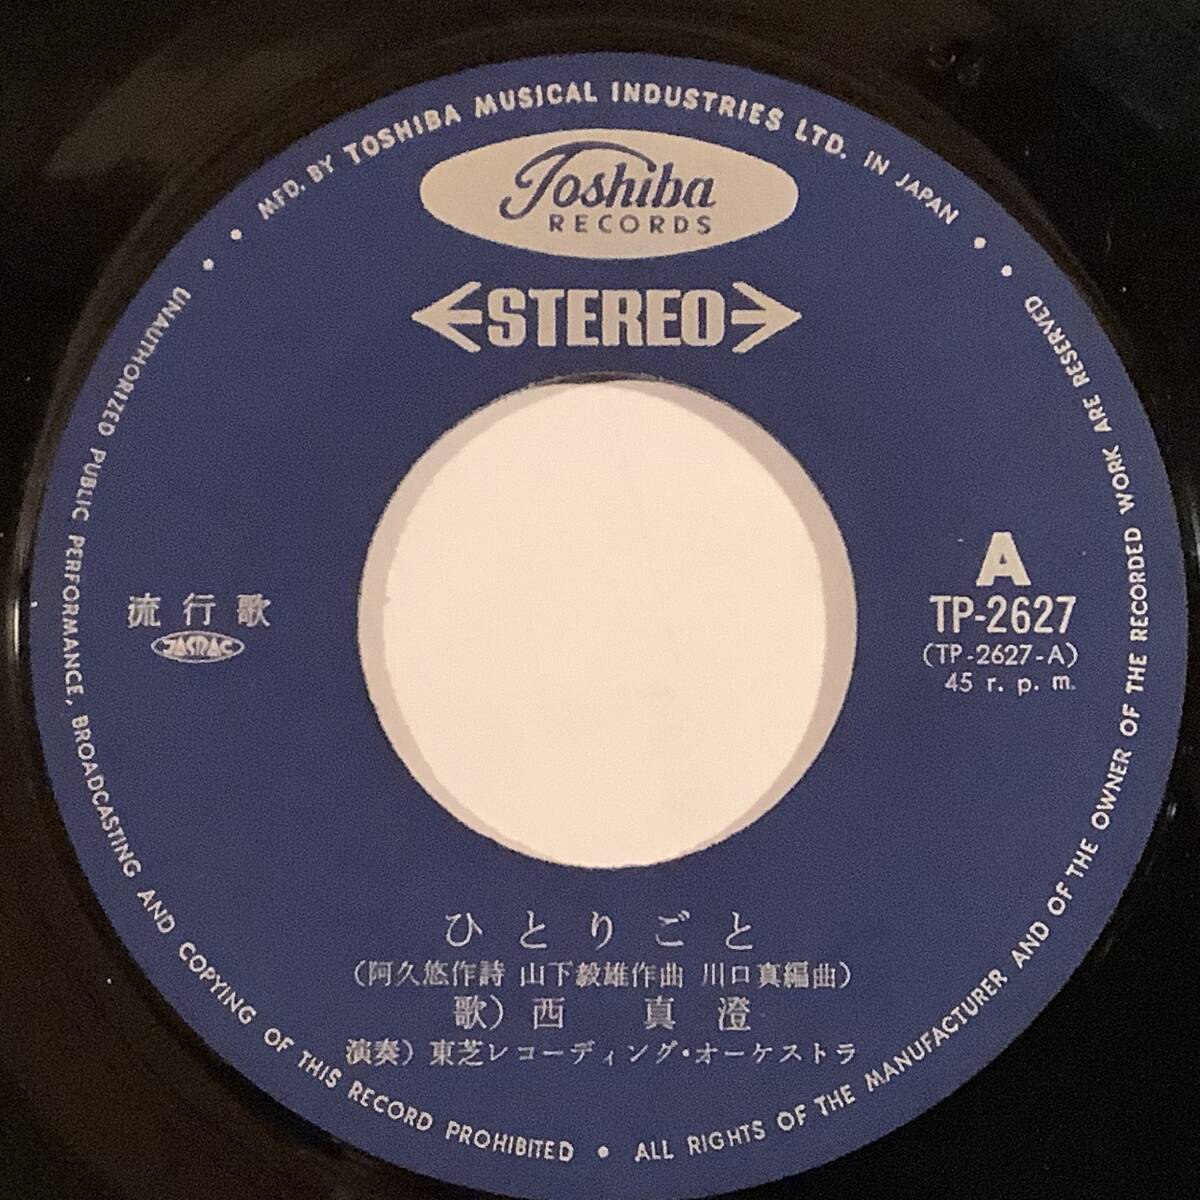 MFD. BY TOSHIBA MUSICAL INDUSTRIES LTD. IN JAPAN
Toshiba
RECORDS
STEREO
流行歌
JASRAC
A
TP-2627
(TP-2627-A)
45 r. p. m.
ひとりごと
(阿久悠作詩 山下毅雄作曲 川口真編曲)
歌) 西 真澄
演奏) 東芝レコーディング・オーケストラ
UNAUTHORIZED PUBLIC PERFORMANCE, BROADCASTING AND COPYING OF THIS RECORD PROHIBITED • ALL RIGHTS OF THE MANUFACTURER AND OF THE OWNER OF THE RECORDED WORK ARE RESERVED